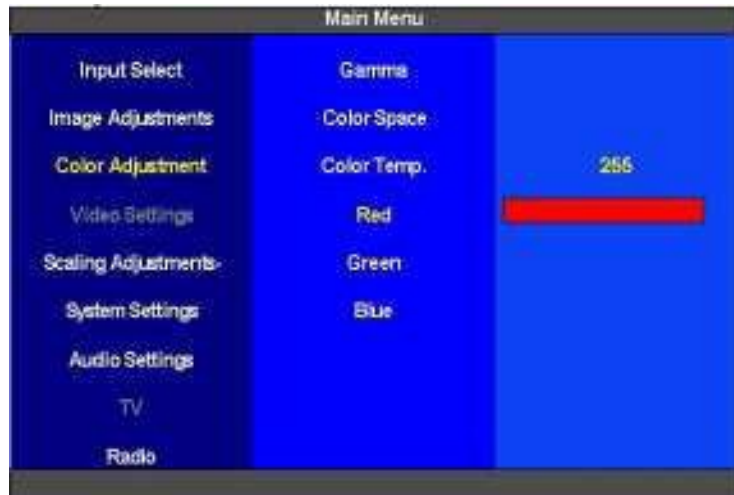 Main Menu
Input Select
Image Adjustments
Color Adjustment
Video Settings
Scaling Adjustments
System Settings
Audio Settings
TV
Radio
Gamma
Color Space
Color Temp.
Red
Green
Blue
255